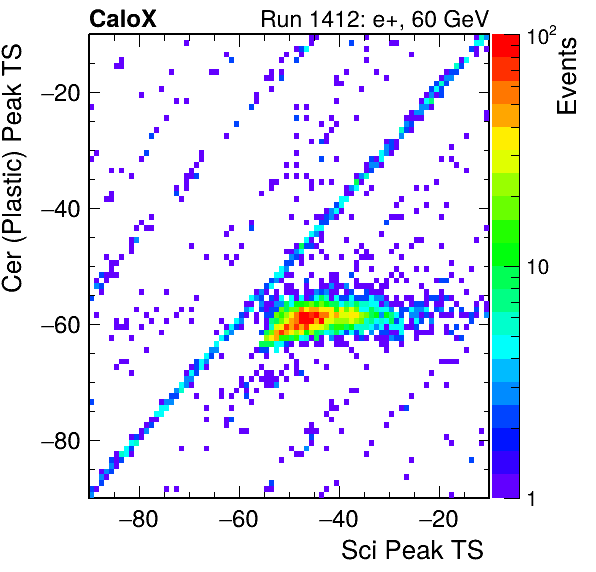 CaloX Run 1412: e+, 60 GeV
Cer (Plastic) Peak TS
−20
−40
−60
−80
−80 −60 −40 −20
Sci Peak TS
10²
10
1
Events